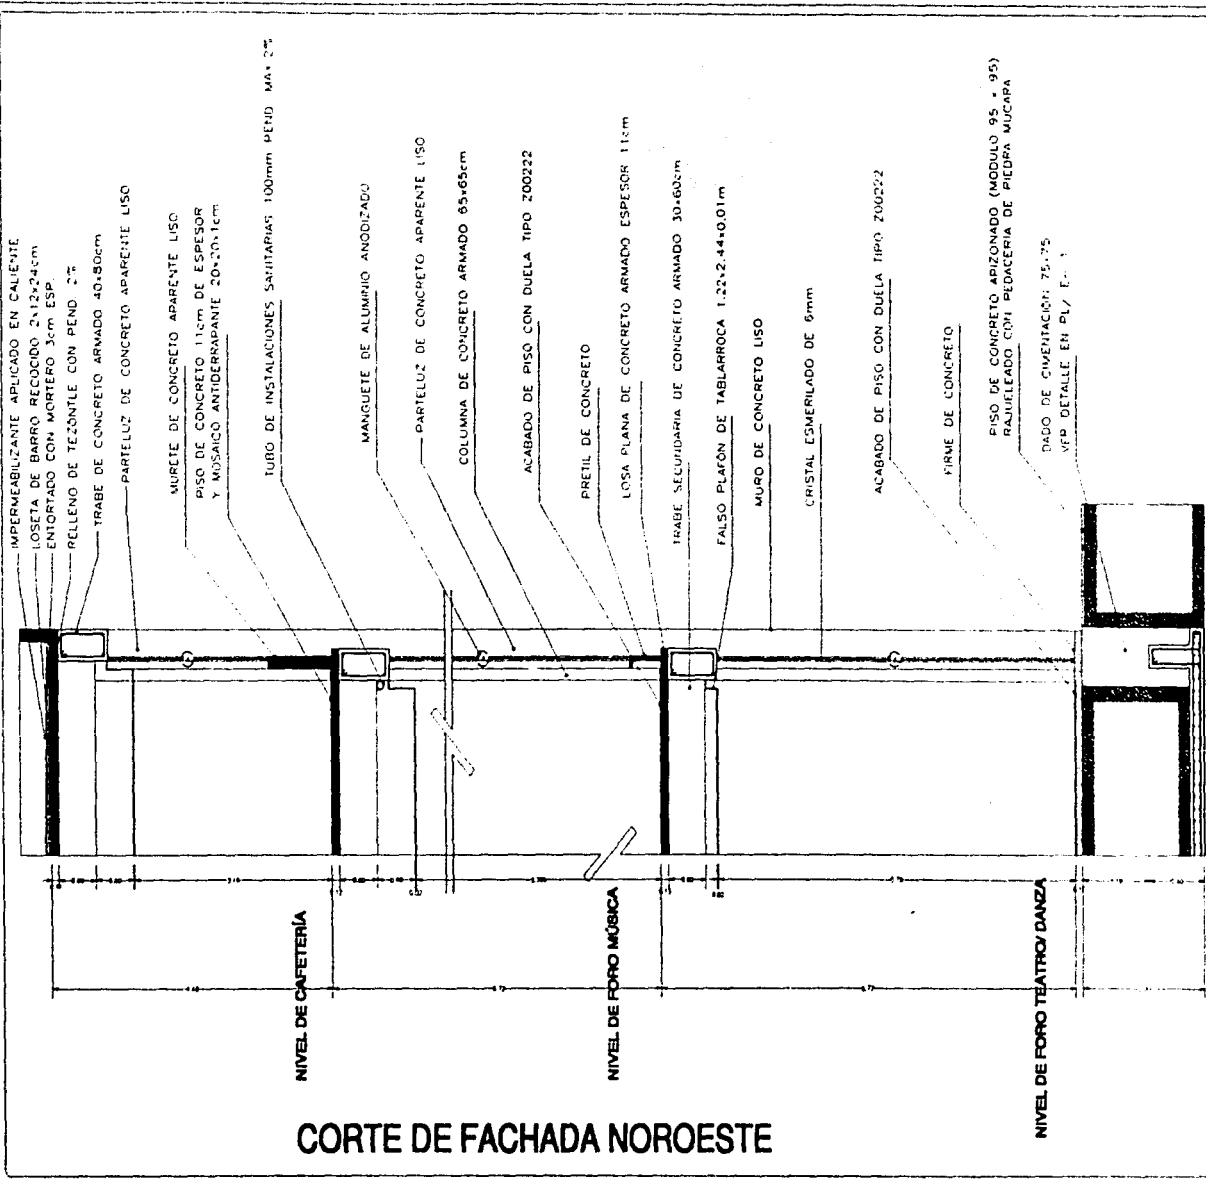 IMPERMEABILIZANTE APLICADO EN CALIENTE
LOSETA DE BARRO RECOCIDO 2x12x24cm
ENTORTADO CON MORTERO 3cm ESP.
RELLENO DE TEZONTLE CON PEND. 2%
TRABE DE CONCRETO ARMADO 40x80cm
PARTELUZ DE CONCRETO APARENTE LISO
MURETE DE CONCRETO APARENTE LISO
PISO DE CONCRETO 11cm DE ESPESOR
Y MOSAICO ANTIDERRAPANTE 20x20x1cm
TUBO DE INSTALACIONES SANITARIAS 100mm PEND. MAX 2%
MANGUETE DE ALUMINIO ANODIZADO
PARTELUZ DE CONCRETO APARENTE LISO
COLUMNA DE CONCRETO ARMADO 65x65cm
ACABADO DE PISO CON DUELA TIPO Z00222
PRETIL DE CONCRETO
LOSA PLANA DE CONCRETO ARMADO ESPESOR 11cm
TRABE SECUNDARIA DE CONCRETO ARMADO 30x60cm
FALSO PLAFÓN DE TABLARROCA 1.22x2.44x0.01m
MURO DE CONCRETO LISO
CRISTAL ESMERILADO DE 6mm
ACABADO DE PISO CON DUELA TIPO Z00222
FIRME DE CONCRETO
PISO DE CONCRETO APIZONADO (MODULO 95 x 95)
RAJUELEADO CON PEDACERIA DE PIEDRA MUCARA
DADO DE CIMENTACIÓN 75x75
VER DETALLE EN PL/
NIVEL DE CAFETERÍA
NIVEL DE FORO MÚSICA
NIVEL DE FORO TEATRO/ DANZA
CORTE DE FACHADA NOROESTE